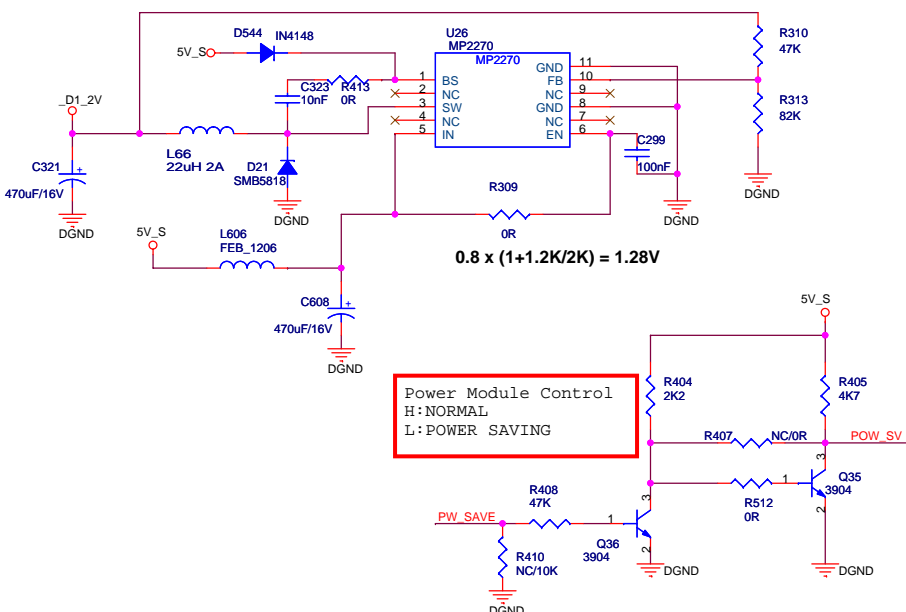 D544
IN4148
5V_S
U26
MP2270
MP2270
R310
47K
C323
10nF
R413
0R
1
BS
2
NC
3
SW
4
NC
5
IN
GND
11
FB
10
NC
9
GND
8
NC
7
EN
6
R313
82K
_D1_2V
L66
22uH 2A
D21
SMB5818
C299
100nF
C321
+
470uF/16V
DGND
DGND
DGND
DGND
R309
0R
5V_S
L606
FEB_1206
0.8 x (1+1.2K/2K) = 1.28V
C608
+
470uF/16V
DGND
5V_S
Power Module Control
H:NORMAL
L:POWER SAVING
R404
2K2
R405
4K7
R407
NC/0R
POW_SV
R512
0R
1
3
2
Q35
3904
PW_SAVE
R408
47K
1
3
2
Q36
3904
R410
NC/10K
DGND
DGND
DGND